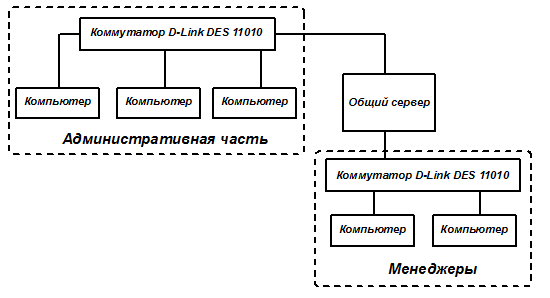 Коммутатор D-Link DES 11010
Компьютер
Компьютер
Компьютер
Административная часть
Общий сервер
Коммутатор D-Link DES 11010
Компьютер
Компьютер
Менеджеры